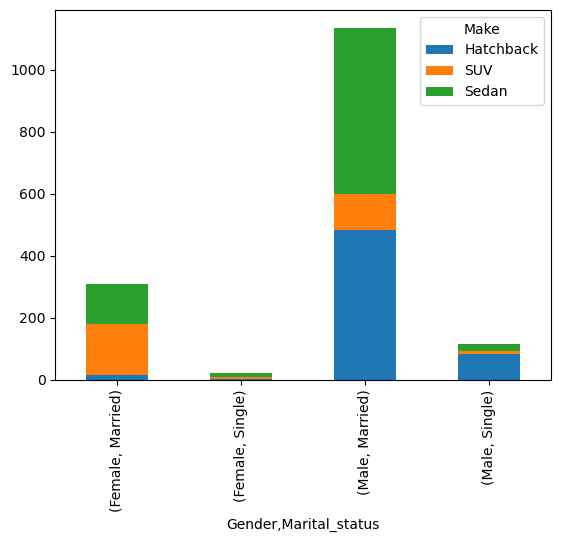 Make
Hatchback
SUV
Sedan
1000
800
600
400
200
0
(Female, Married)
(Female, Single)
(Male, Married)
(Male, Single)
Gender,Marital_status